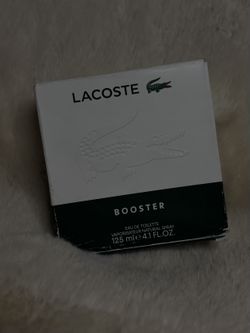 LACOSTE
BOOSTER
EAU DE TOILETTE
VAPORISATEUR NATURAL SPRAY
125 ml e 4.1 FL.OZ.